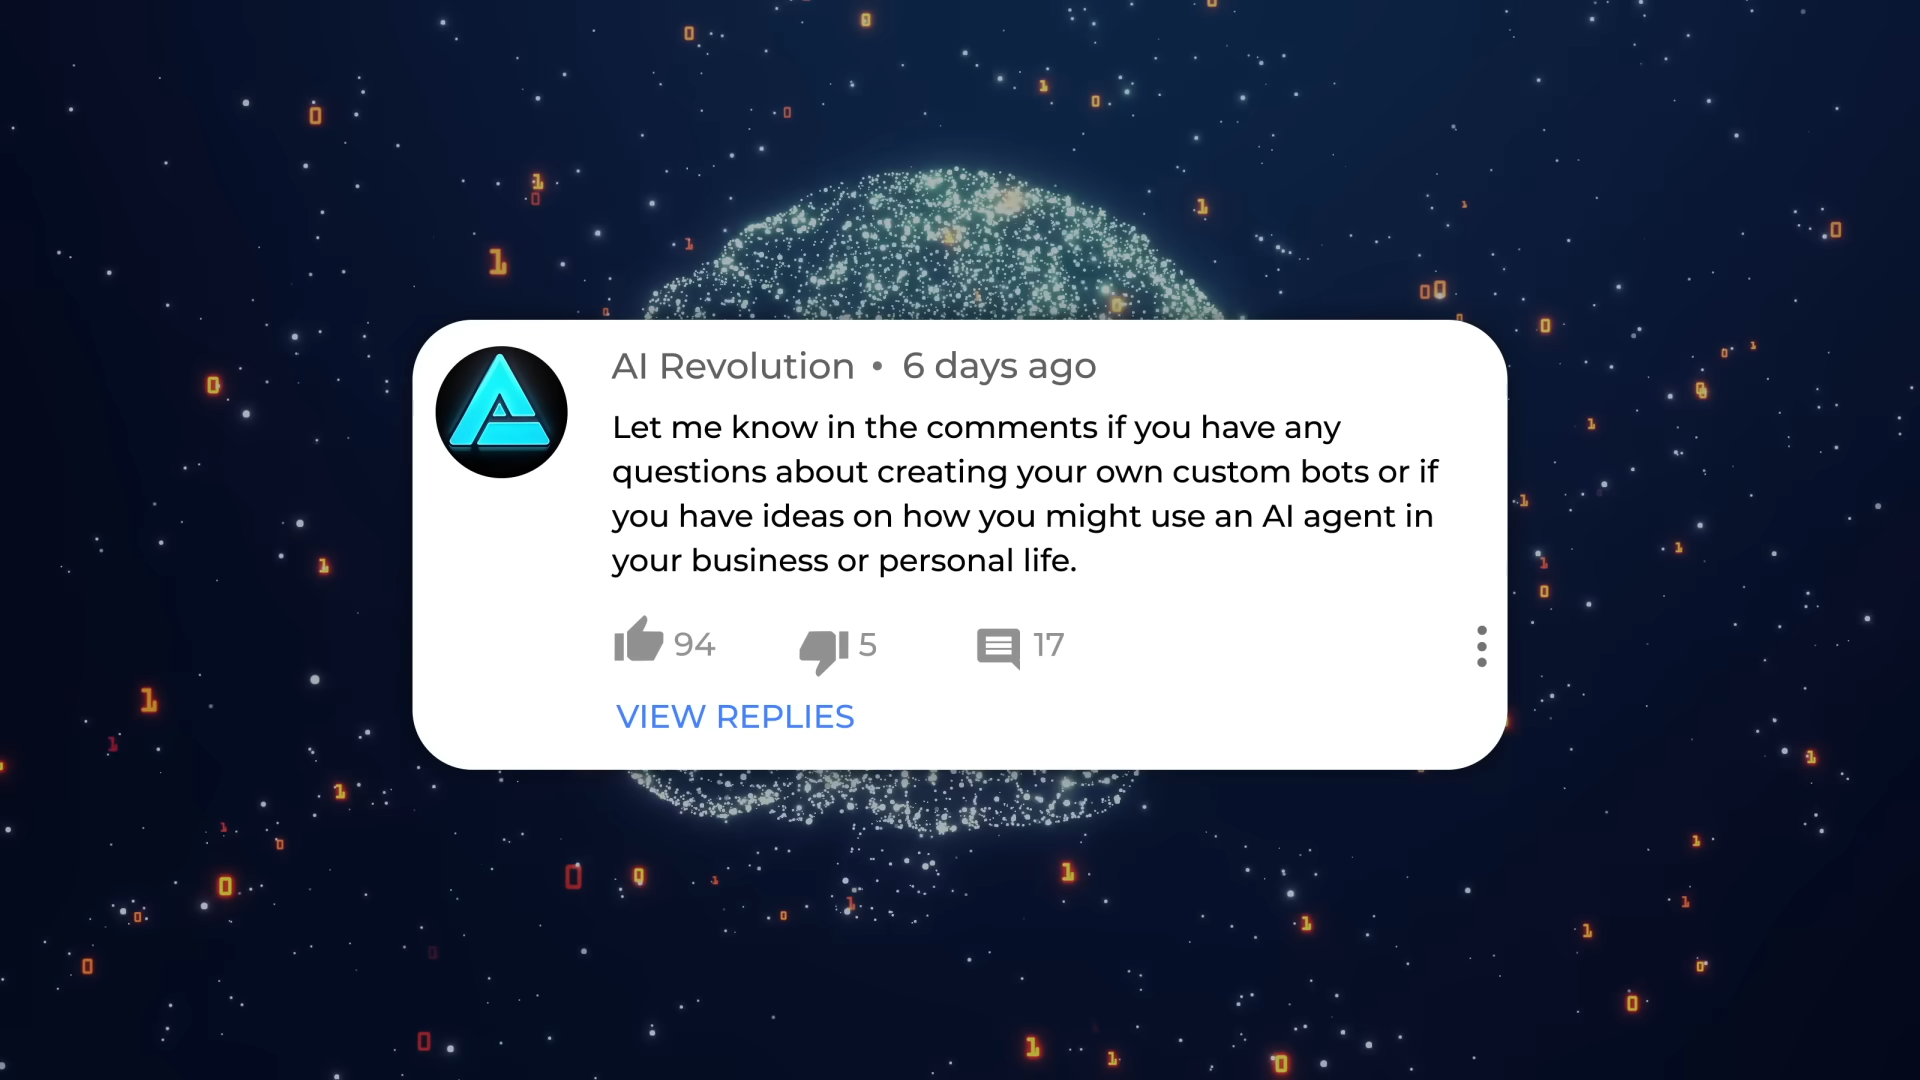 AI Revolution • 6 days ago
Let me know in the comments if you have any
questions about creating your own custom bots or if
you have ideas on how you might use an AI agent in
your business or personal life.
94 5 17
VIEW REPLIES